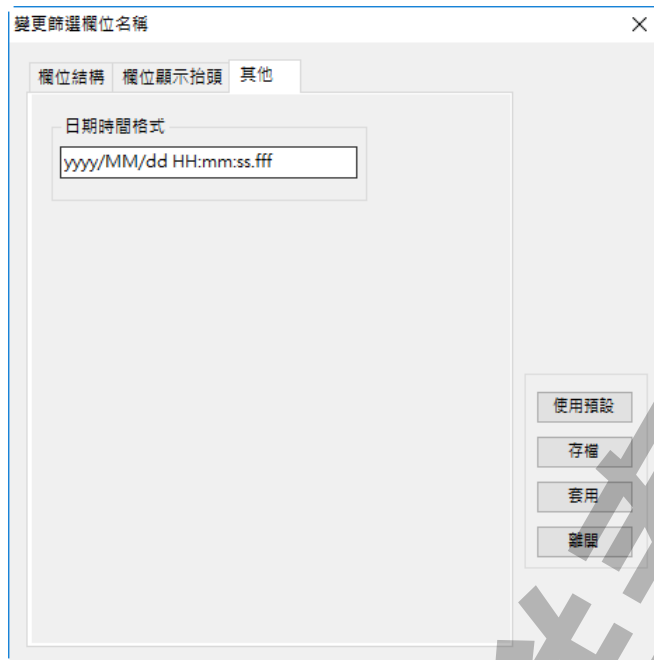 變更篩選欄位名稱
欄位結構 欄位顯示抬頭 其他
日期時間格式
yyyy/MM/dd HH:mm:ss.fff
使用預設
存檔
套用
離開